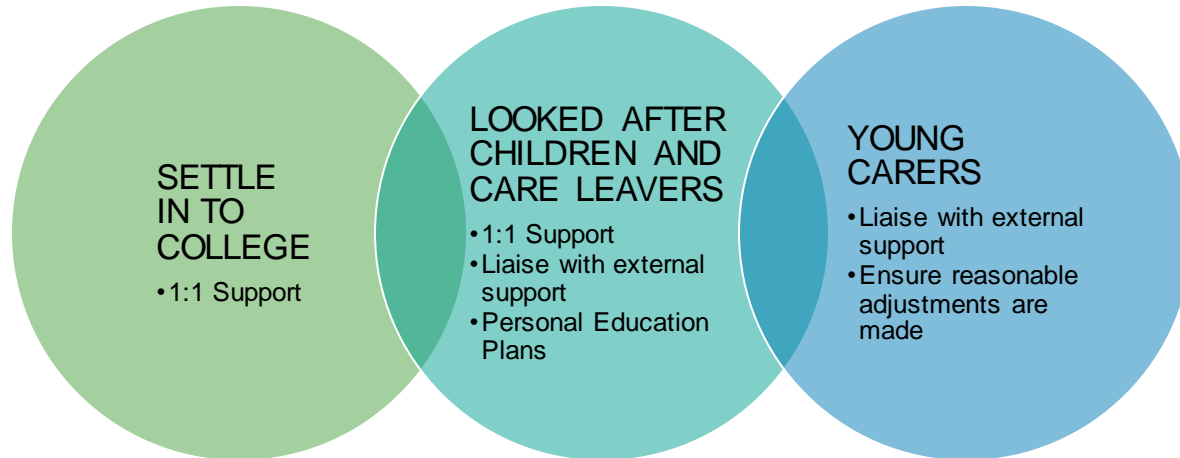 SETTLE
IN TO
COLLEGE
•1:1 Support
LOOKED AFTER
CHILDREN AND
CARE LEAVERS
•1:1 Support
•Liaise with external
support
•Personal Education
Plans
YOUNG
CARERS
•Liaise with external
support
•Ensure reasonable
adjustments are
made